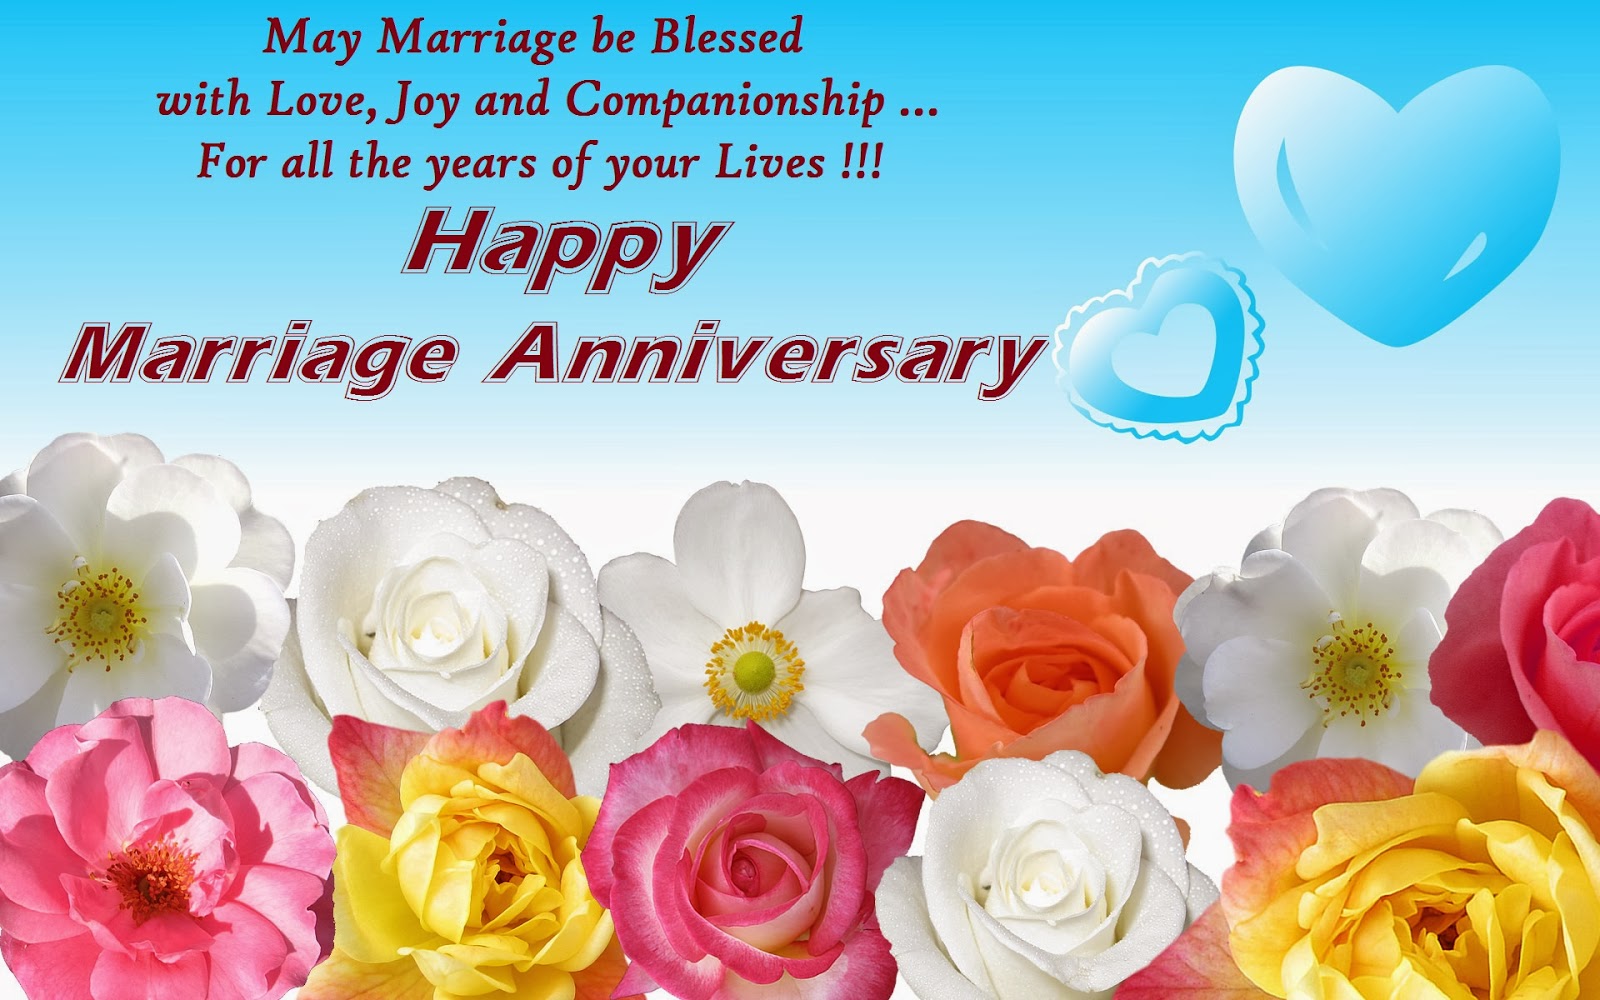 May Marriage be Blessed
with Love, Joy and Companionship ...
For all the years of your Lives !!!
Happy
Marriage Anniversary